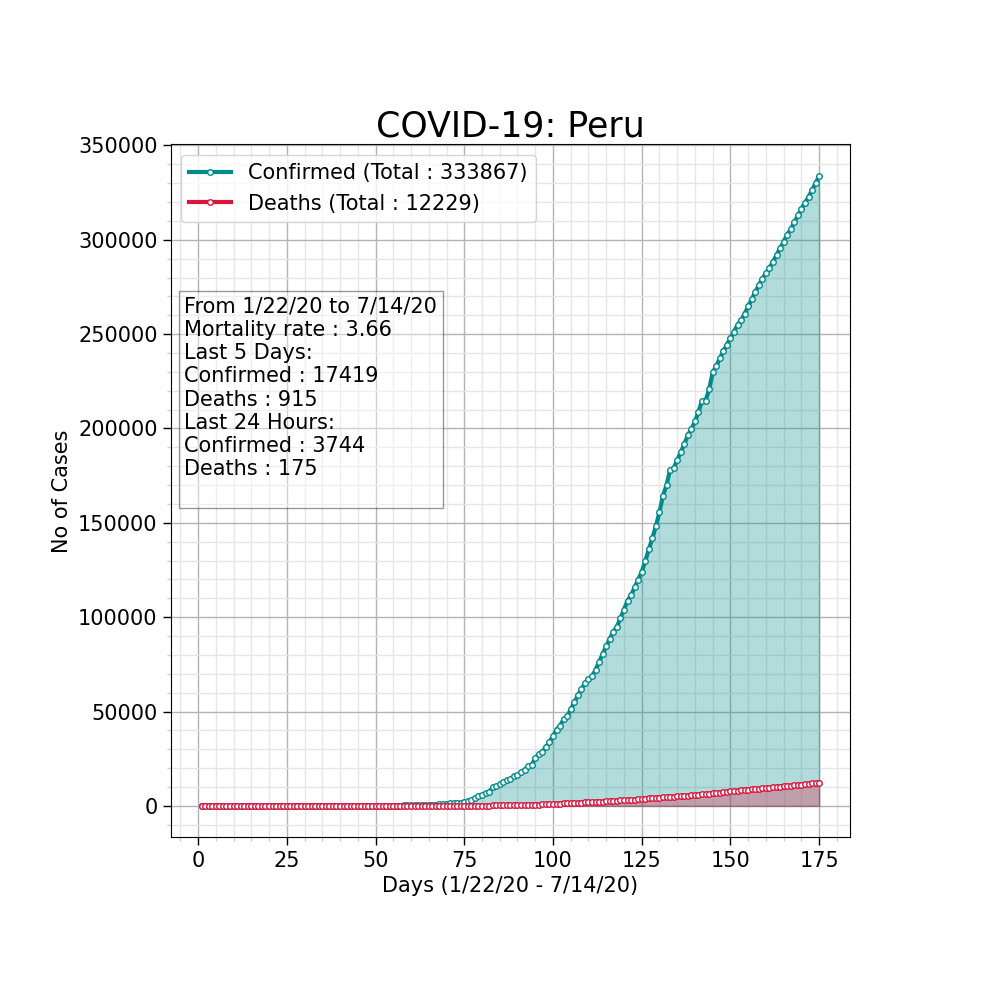 COVID-19: Peru
350000
300000
250000
200000
150000
100000
50000
0
No of Cases
Confirmed (Total : 333867)
Deaths (Total : 12229)
From 1/22/20 to 7/14/20
Mortality rate : 3.66
Last 5 Days:
Confirmed : 17419
Deaths : 915
Last 24 Hours:
Confirmed : 3744
Deaths : 175
0 25 50 75 100 125 150 175
Days (1/22/20 - 7/14/20)